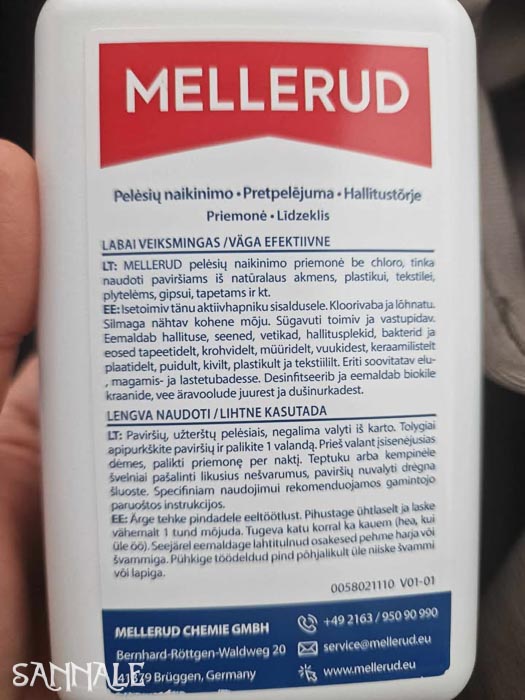 MELLERUD
Pelėsių naikinimo • Pretpelējuma • Hallitustõrje
Priemonė • Lidzeklis
LABAI VEIKSMINGAS / VÄGA EFEKTIIVNE
LT: MELLERUD pelėsių naikinimo priemonė be chloro, tinka
naudoti paviršiams iš natūralaus akmens, plastikui, tekstilei,
plytelėms, gipsui, tapetams ir kt.
EE: Isetoimiv tänu aktiivhapniku sisaldusele. Kloorivaba ja lõhnatu.
Silmaga nähtav kohene mõju. Sügavuti toimiv ja vastupidav.
Eemaldab hallituse, seened, vetikad, hallitusplekid, bakterid ja
eosed tapeetidelt, krohvidelt, müüridelt, vuukidest, keraamilistelt
plaatidelt, puidult, kivilt, plastikult ja tekstiililt. Eriti soovitatav elu-
, magamis- ja lastetubadesse. Desinfitseerib ja eemaldab biokile
kraanide, vee äravoolude juurest ja dušinurkadest.
LENGVA NAUDOTI / LIHTNE KASUTADA
LT: Paviršių, užterštų pelėsiais, negalima valyti iš karto. Tolygiai
apipurkškite paviršių ir palikite 1 valandą. Prieš valant įsisenėjusias
dėmes, palikti priemonę per naktį. Teptuku arba kempinėle
švelniai pašalinti likusius nešvarumus, paviršių nuvalyti drėgna
šluoste. Specifiniam naudojimui rekomenduojamos gamintojo
paruoštos instrukcijos.
EE: Ärge tehke pindadele eeltöötlust. Pihustage ühtlaselt ja laske
vähemalt 1 tund mõjuda. Tugeva katu korral ka kauem (hea, kui
üle öö). Seejärel eemaldage lahtitulnud osakesed pehme harja või
švammiga. Pühkige töödeldud pind põhjalikult üle niiske švammi
või lapiga.
0058021110 V01-01
MELLERUD CHEMIE GMBH
Bernhard-Röttgen-Waldweg 20
Brüggen, Germany
+49 2163 / 950 90 990
service@mellerud.eu
www.mellerud.eu
SANNALE